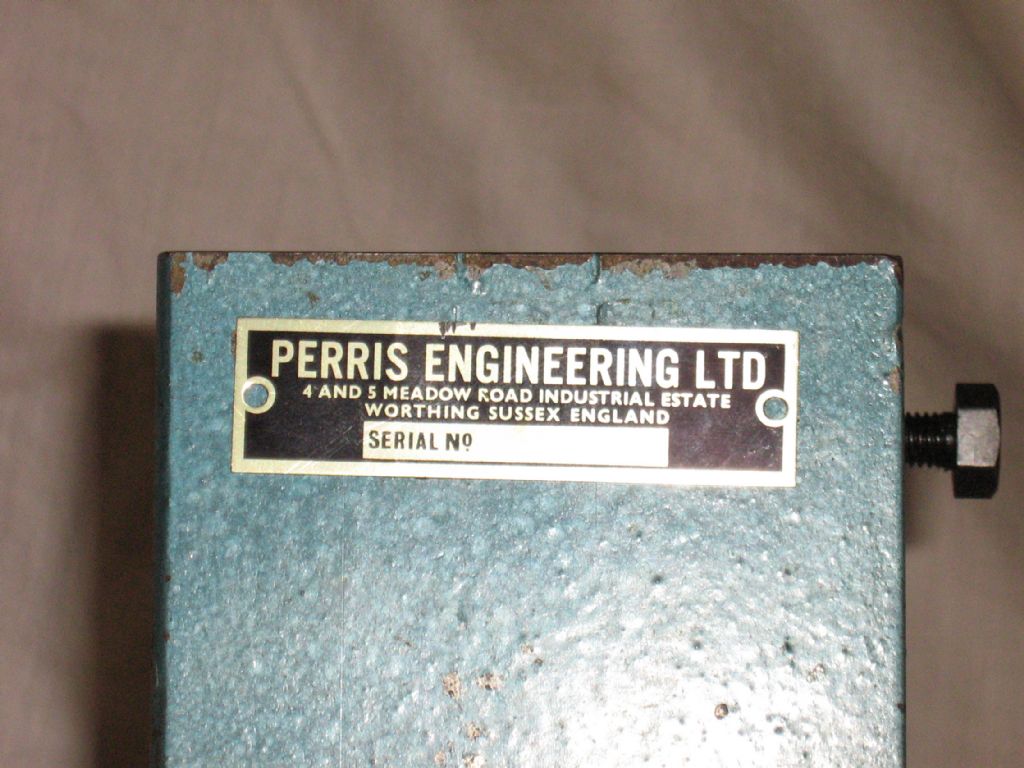 PERRIS ENGINEERING LTD
4 AND 5 MEADOW ROAD INDUSTRIAL ESTATE
WORTHING SUSSEX ENGLAND
SERIAL Nº